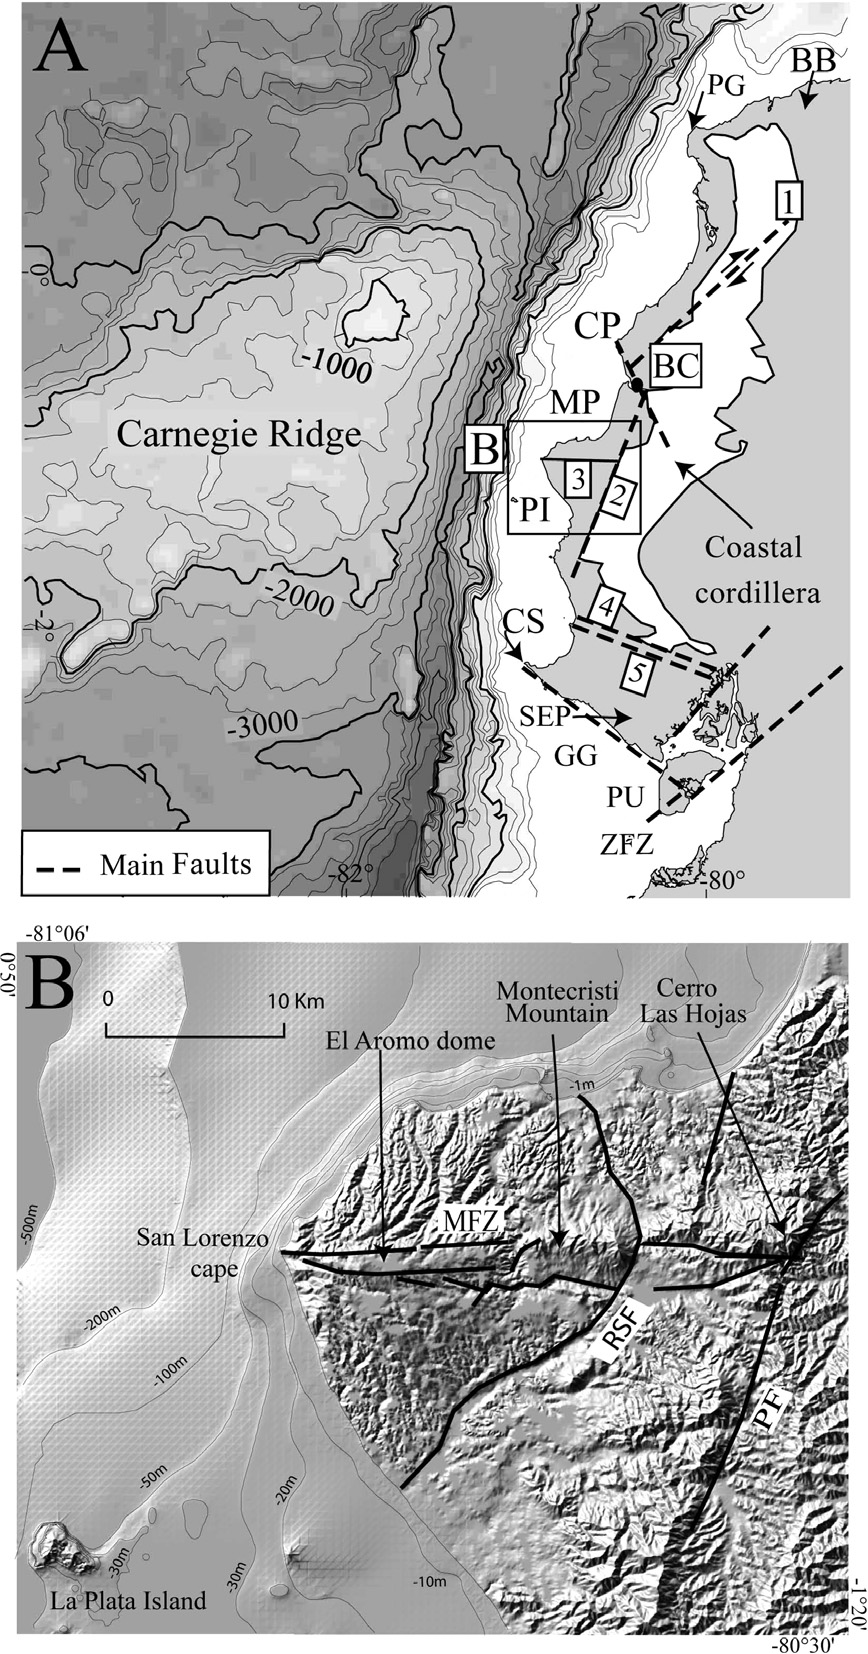 A
PG
BB
0°
1
-1000
CP
BC
Carnegie Ridge
MP
B
3
2
PI
Coastal
cordillera
-2000
-2°
4
CS
5
-3000
SEP
GG
PU
ZFZ
Main Faults
-82°
-80°
-81°06'
0°50'
B
0
10 Km
Montecristi
Mountain
Cerro
Las Hojas
El Aromo dome
-1m
-500m
MFZ
San Lorenzo
cape
-200m
RSF
-100m
PF
-50m
-20m
-30m
-30m
-10m
La Plata Island
-1°20'
-80°30'